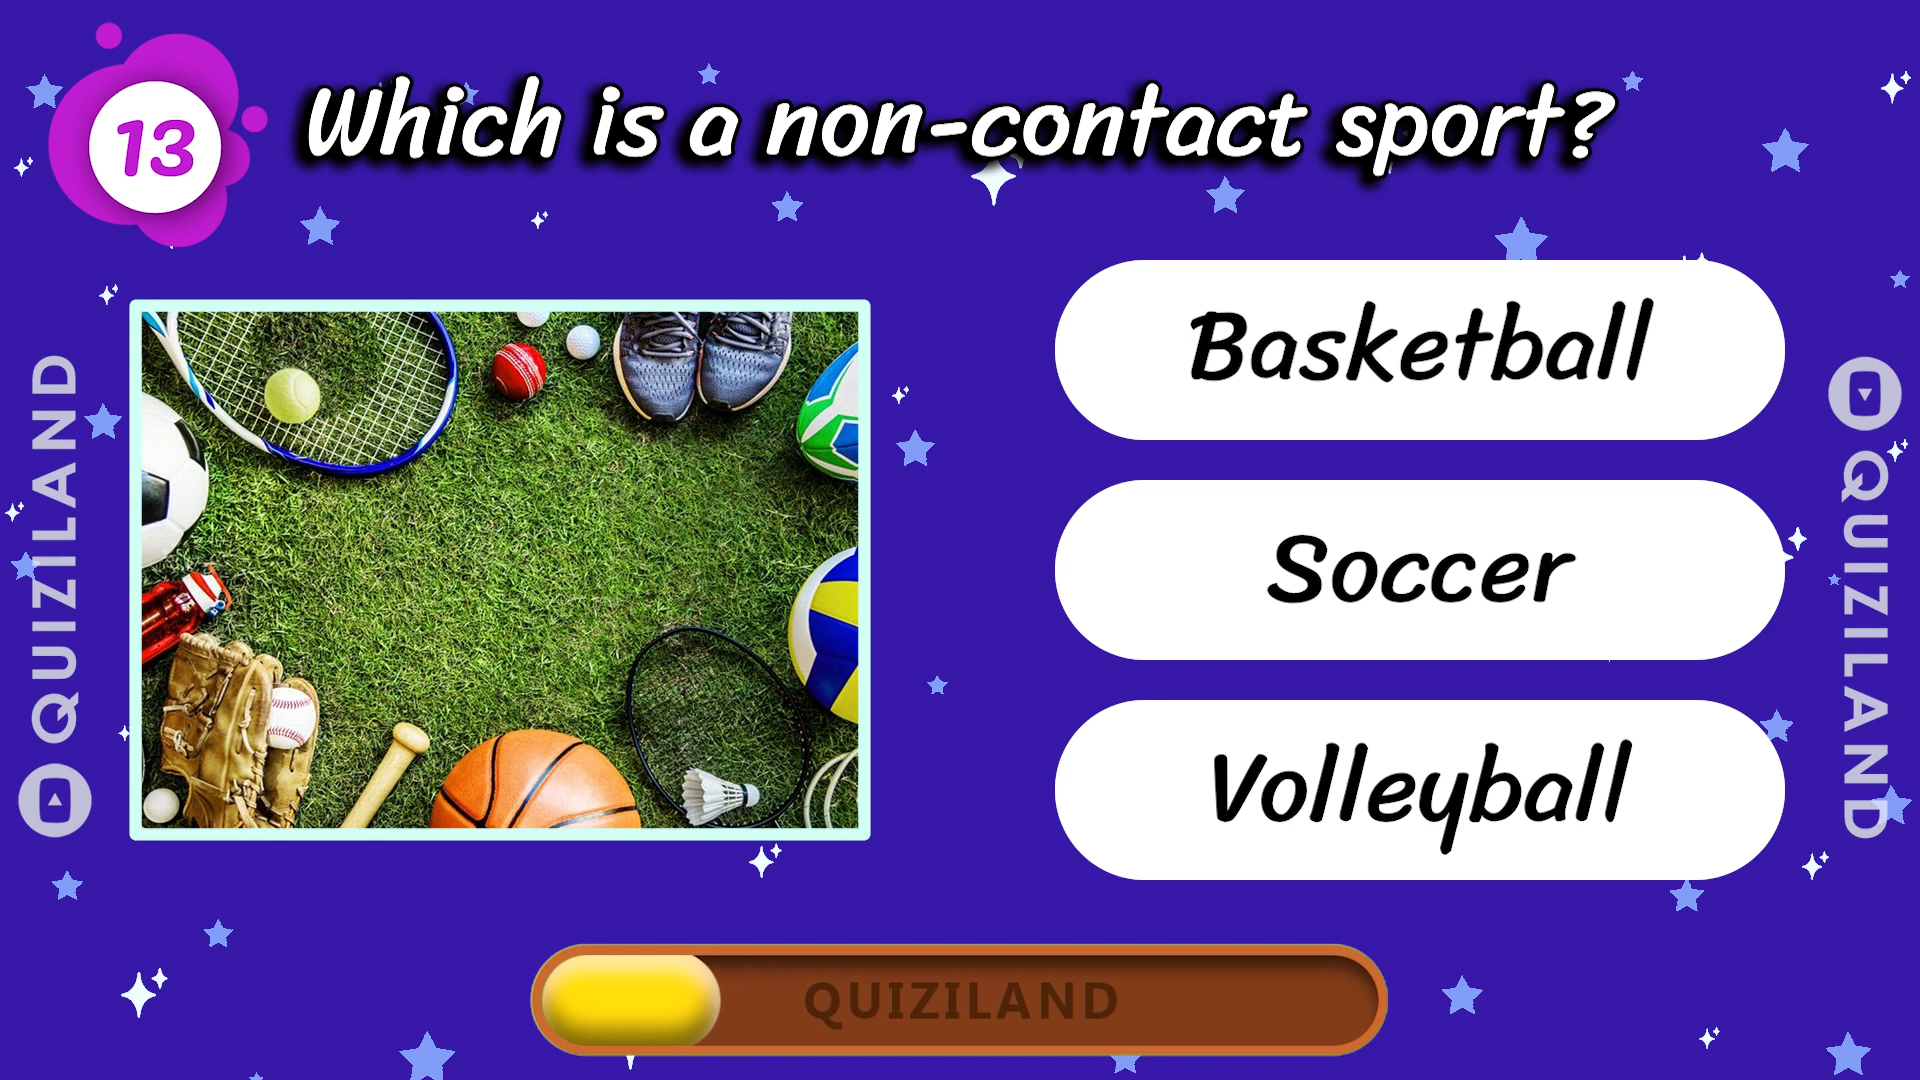 13
Which is a non-contact sport?
Basketball
Soccer
Volleyball
QUIZILAND
QUIZILAND
QUIZILAND